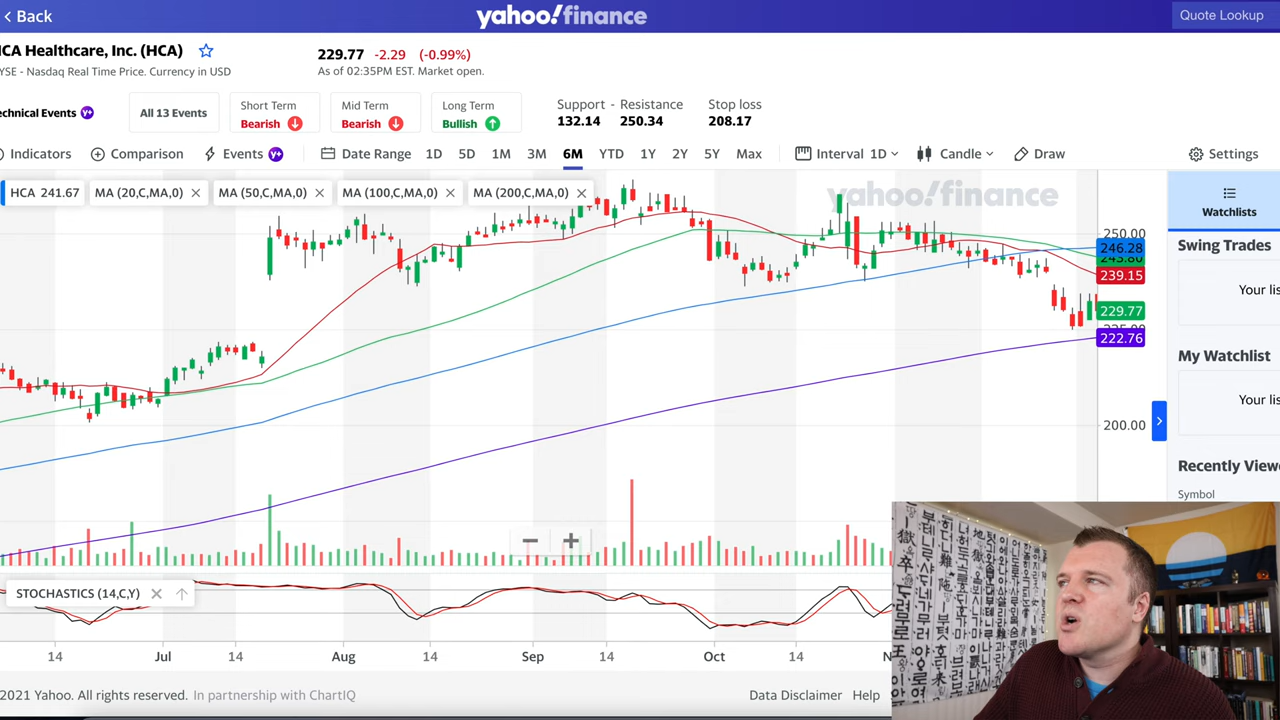 Back
yahoo!finance
Quote Lookup
HCA Healthcare, Inc. (HCA)
229.77 -2.29 (-0.99%)
NYSE - Nasdaq Real Time Price. Currency in USD
As of 02:35PM EST. Market open.
Technical Events Y+
All 13 Events
Short Term
Bearish
Mid Term
Bearish
Long Term
Bullish
Support - Resistance
132.14 250.34
Stop loss
208.17
Indicators Comparison Events Y+ Date Range 1D 5D 1M 3M 6M YTD 1Y 2Y 5Y Max Interval 1D Candle Draw Settings
HCA 241.67 MA (20,C,MA,0) MA (50,C,MA,0) MA (100,C,MA,0) MA (200,C,MA,0)
yahoo!finance
250.00
246.28
243.80
239.15
229.77
225.00
222.76
200.00
Watchlists
Swing Trades
Your lis
My Watchlist
Your lis
Recently Viewe
Symbol
STOCHASTICS (14,C,Y)
14 Jul 14 Aug 14 Sep 14 Oct 14 N
2021 Yahoo. All rights reserved. In partnership with ChartIQ
Data Disclaimer Help